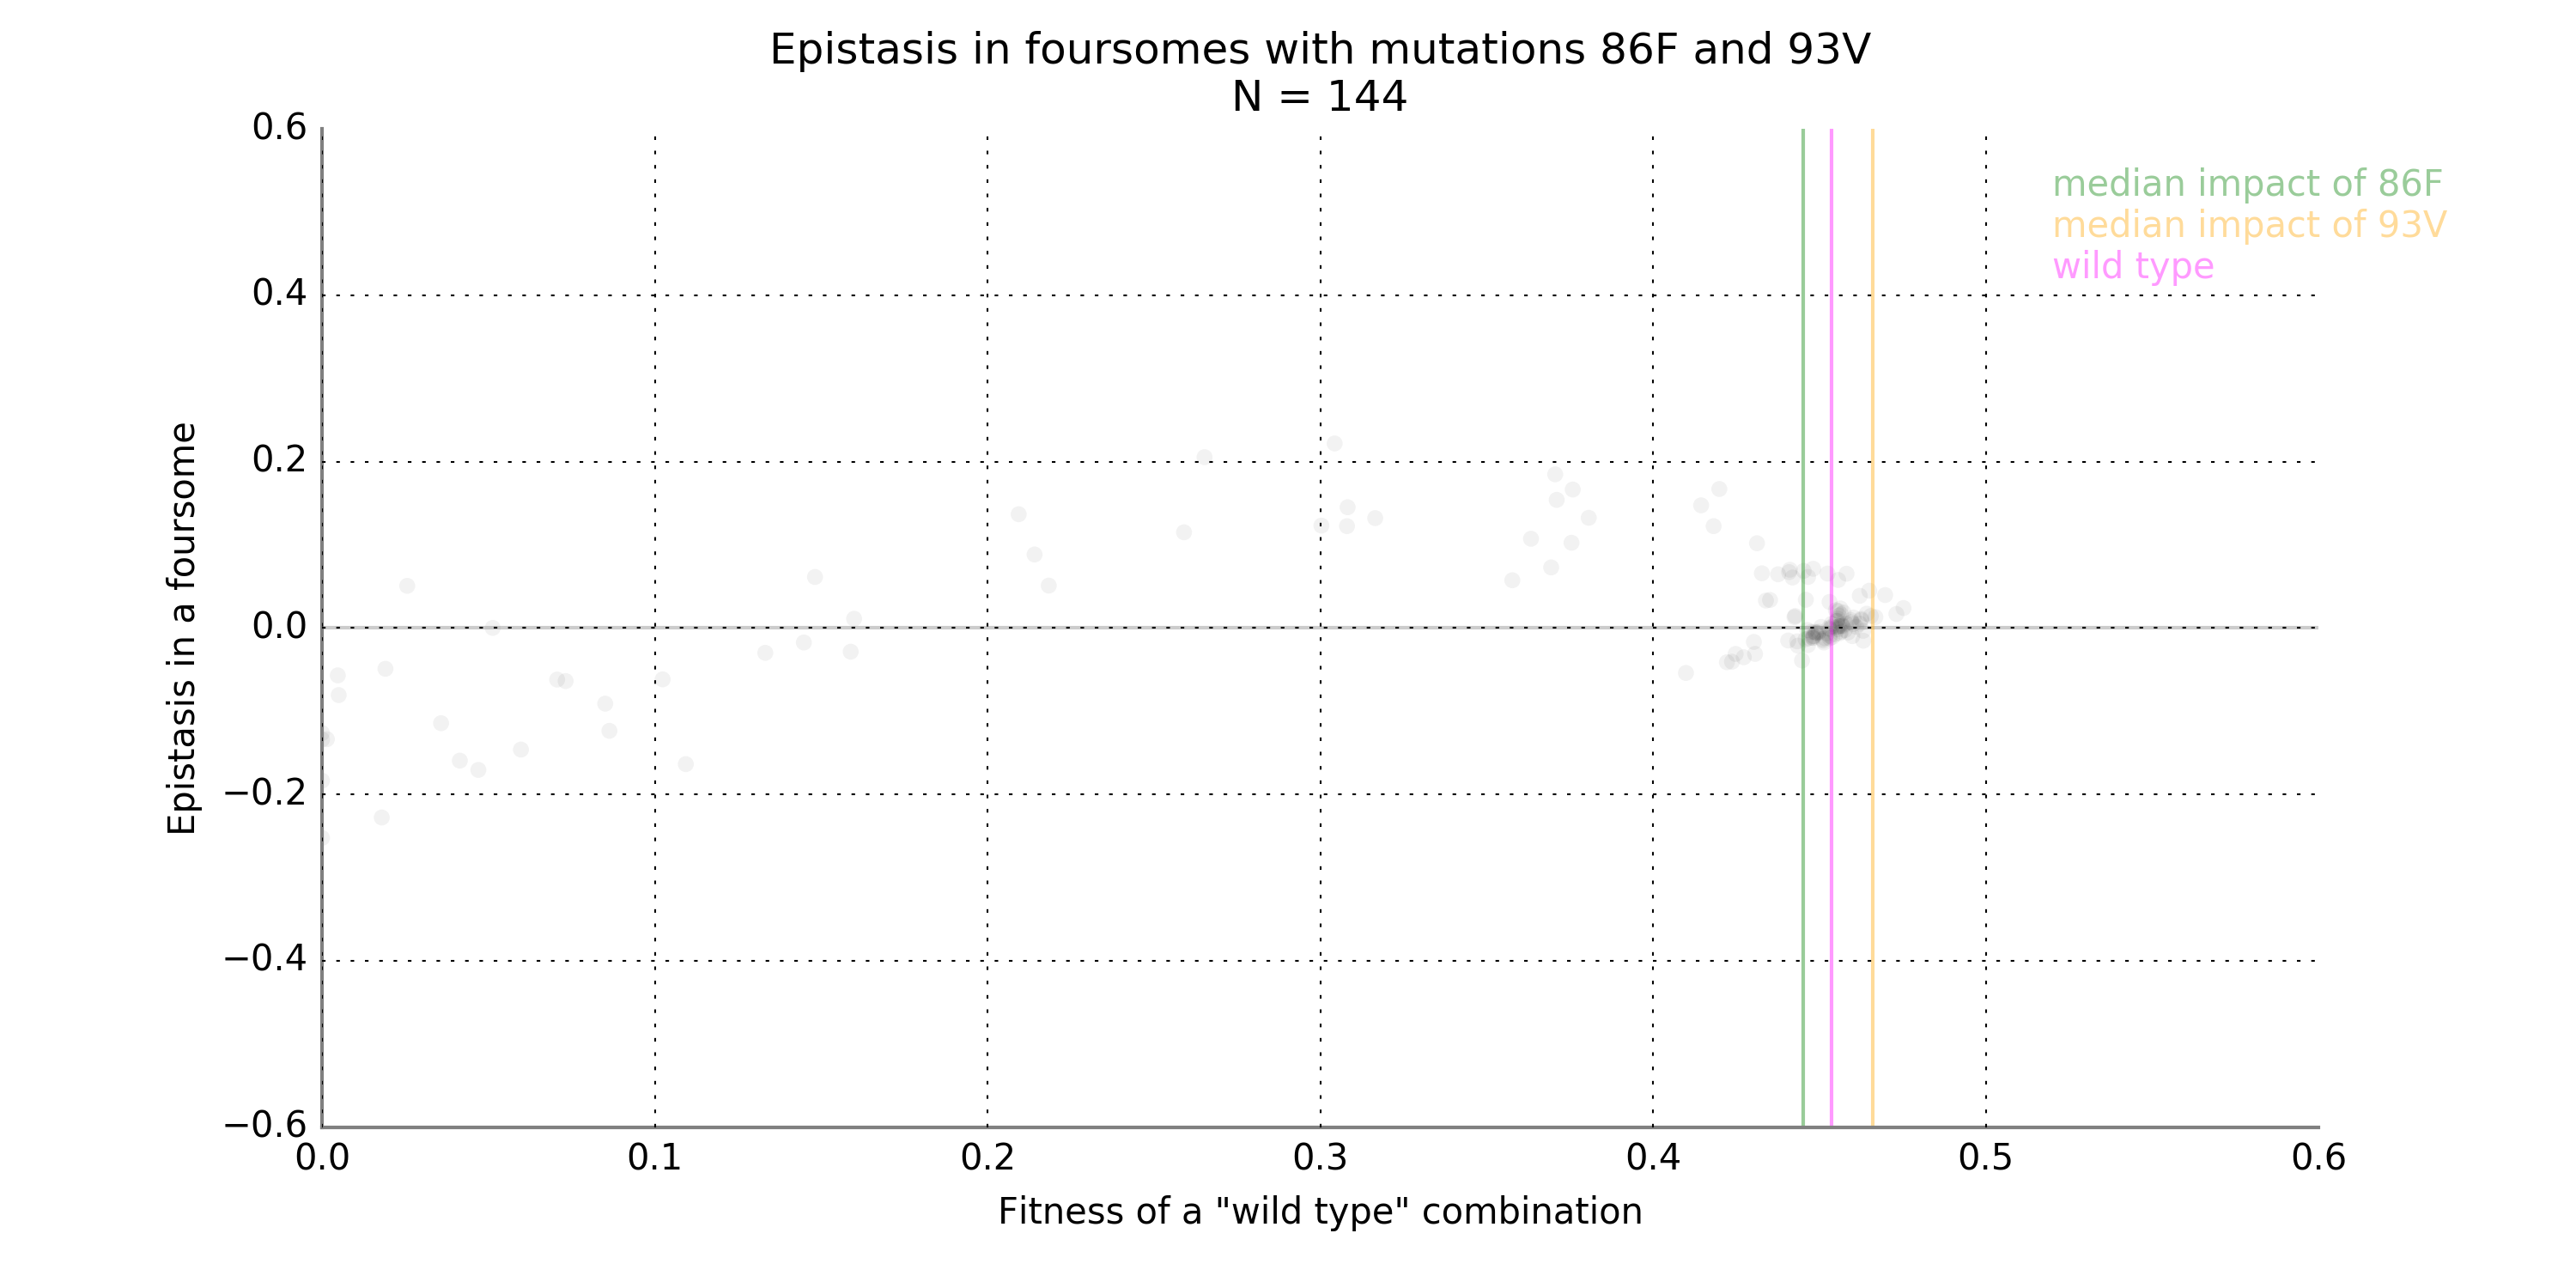 Epistasis in foursomes with mutations 86F and 93V
N = 144
0.6
0.4
0.2
0.0
−0.2
−0.4
−0.6
Epistasis in a foursome
median impact of 86F
median impact of 93V
wild type
0.0 0.1 0.2 0.3 0.4 0.5 0.6
Fitness of a "wild type" combination